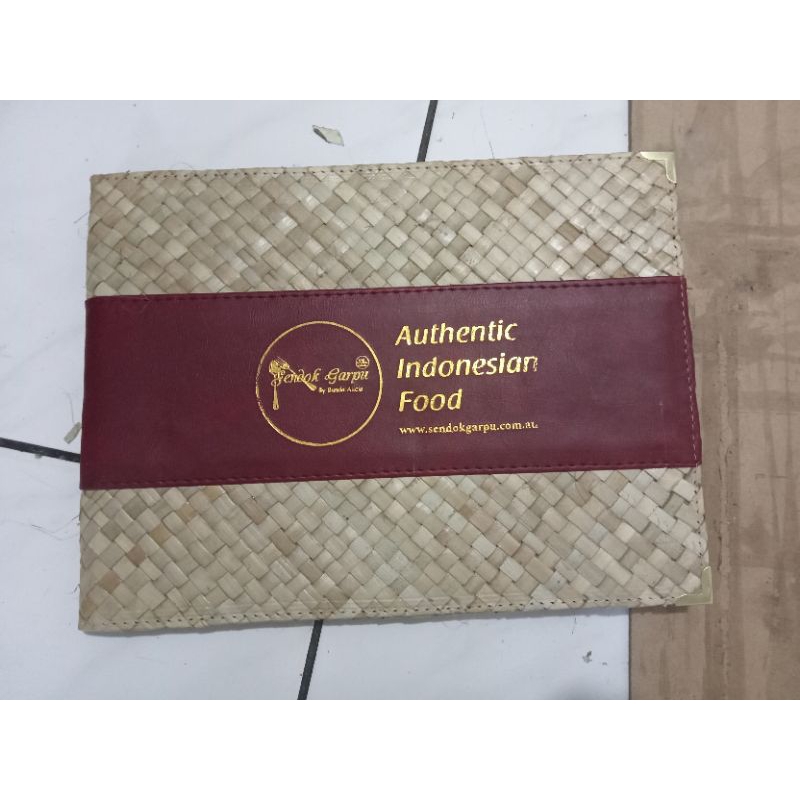 Sendok Garpu
Authentic
Indonesian
Food
www.sendokgarpu.com.au